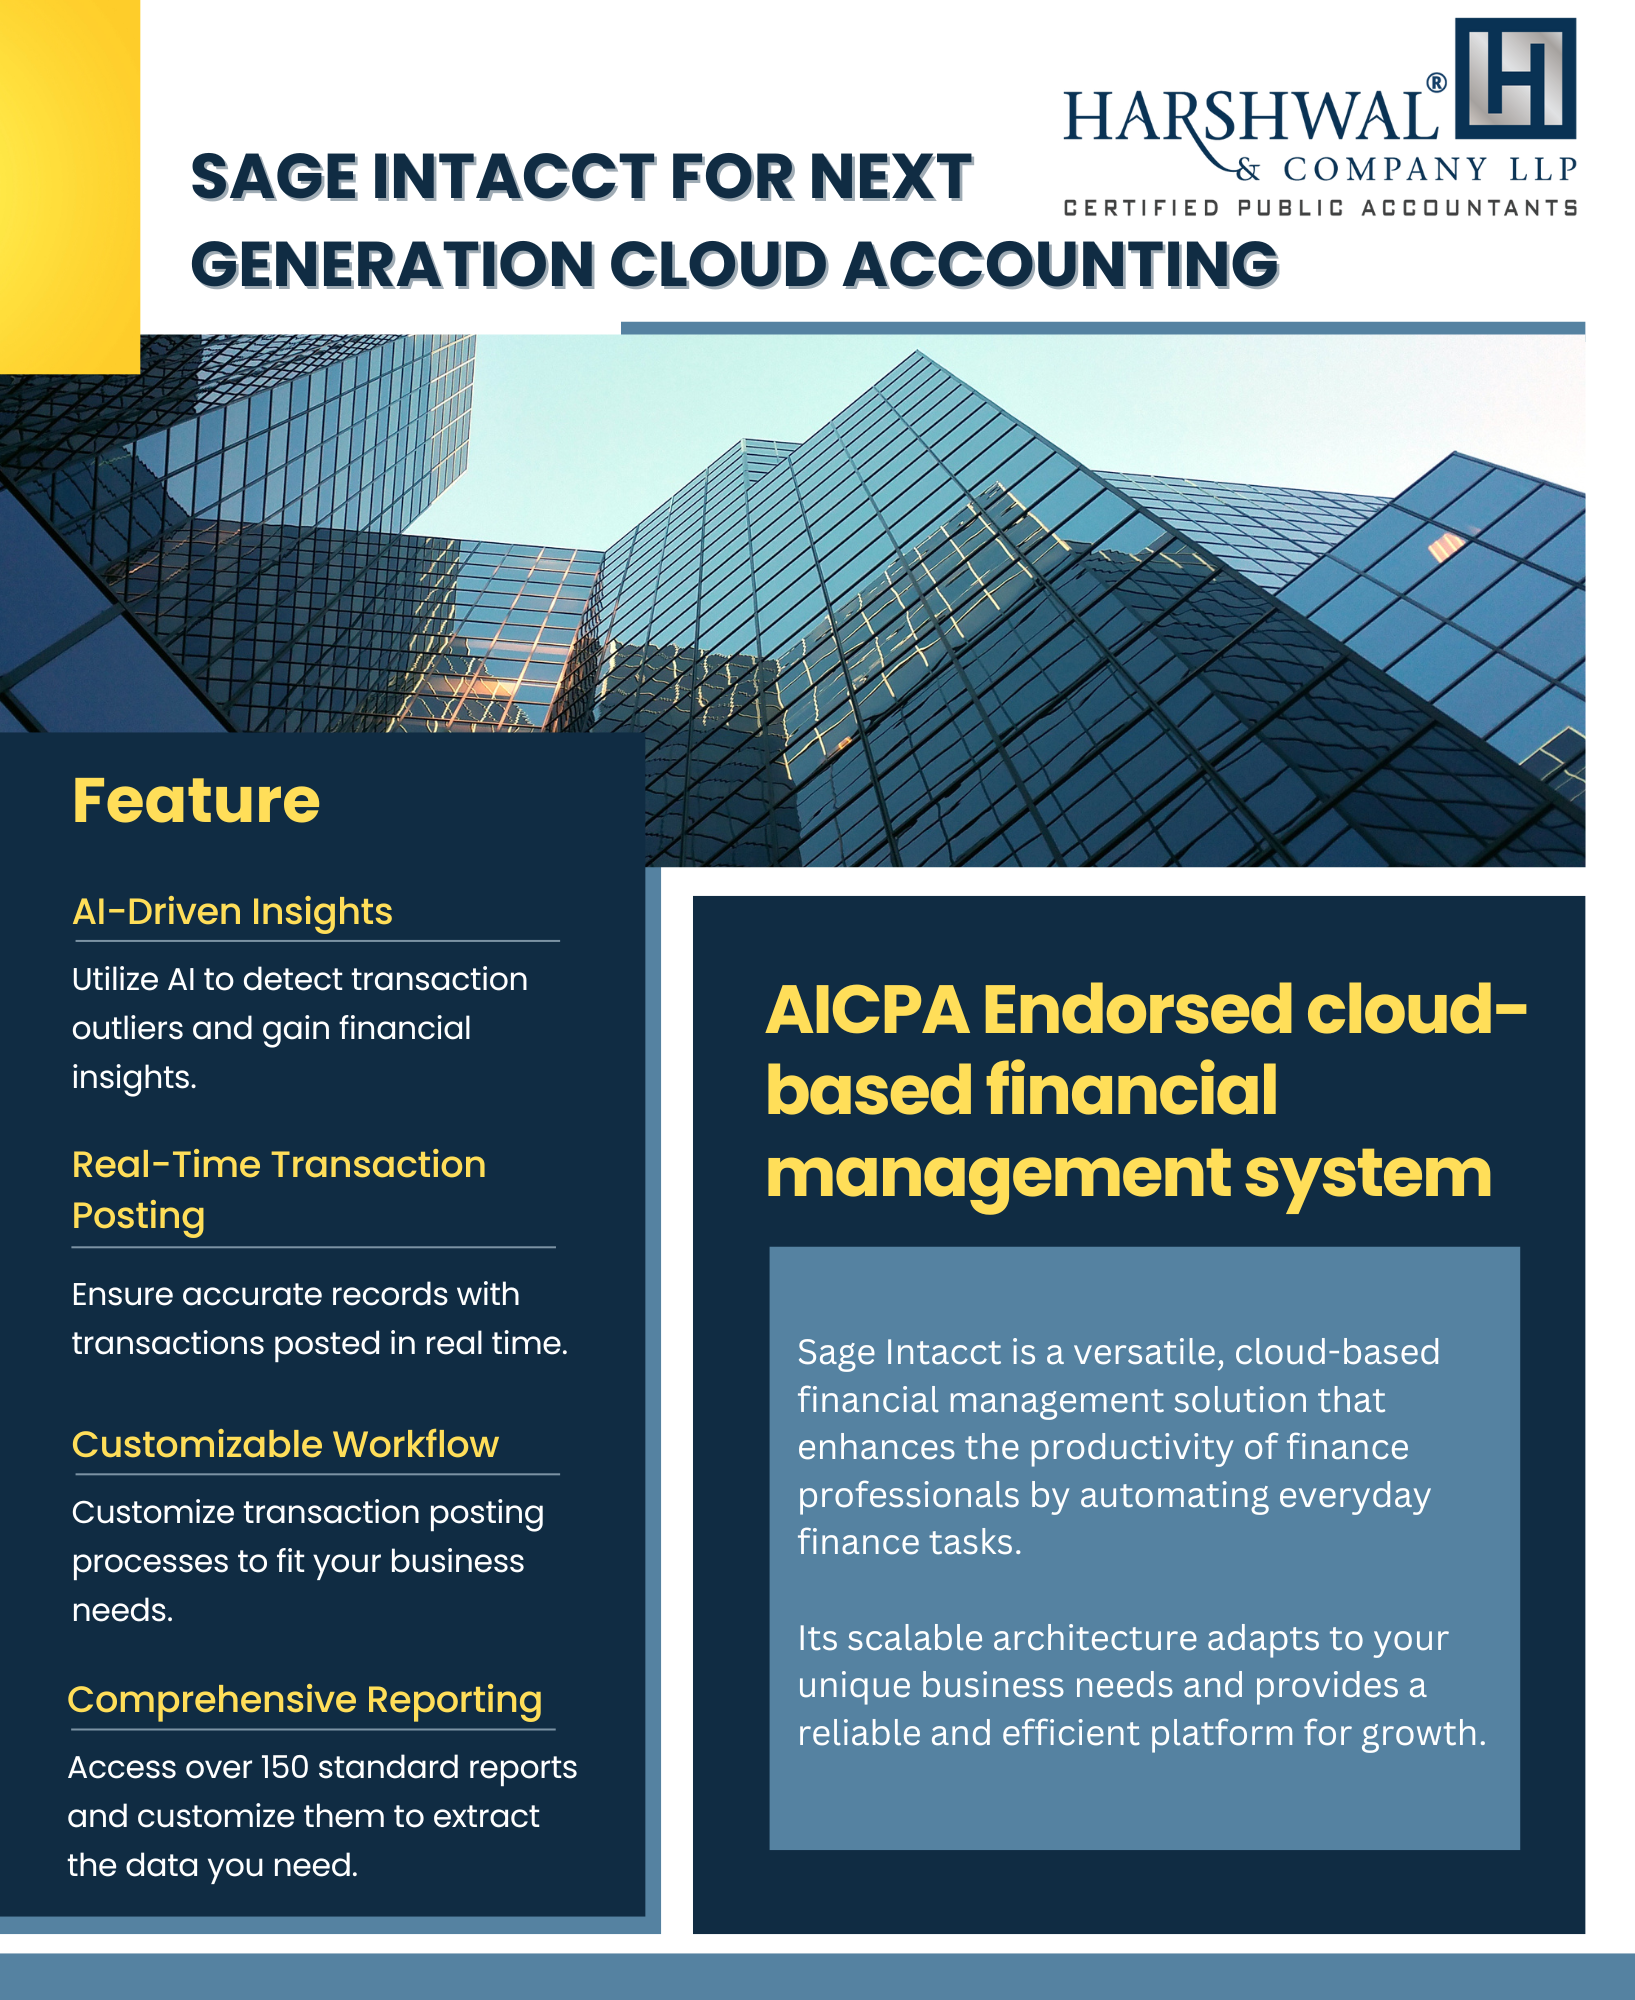 HARSHWAL®
& COMPANY LLP
CERTIFIED PUBLIC ACCOUNTANTS
SAGE INTACCT FOR NEXT
GENERATION CLOUD ACCOUNTING
Feature
AI-Driven Insights
Utilize AI to detect transaction
outliers and gain financial
insights.
Real-Time Transaction
Posting
Ensure accurate records with
transactions posted in real time.
Customizable Workflow
Customize transaction posting
processes to fit your business
needs.
Comprehensive Reporting
Access over 150 standard reports
and customize them to extract
the data you need.
AICPA Endorsed cloud-
based financial
management system
Sage Intacct is a versatile, cloud-based
financial management solution that
enhances the productivity of finance
professionals by automating everyday
finance tasks.
Its scalable architecture adapts to your
unique business needs and provides a
reliable and efficient platform for growth.